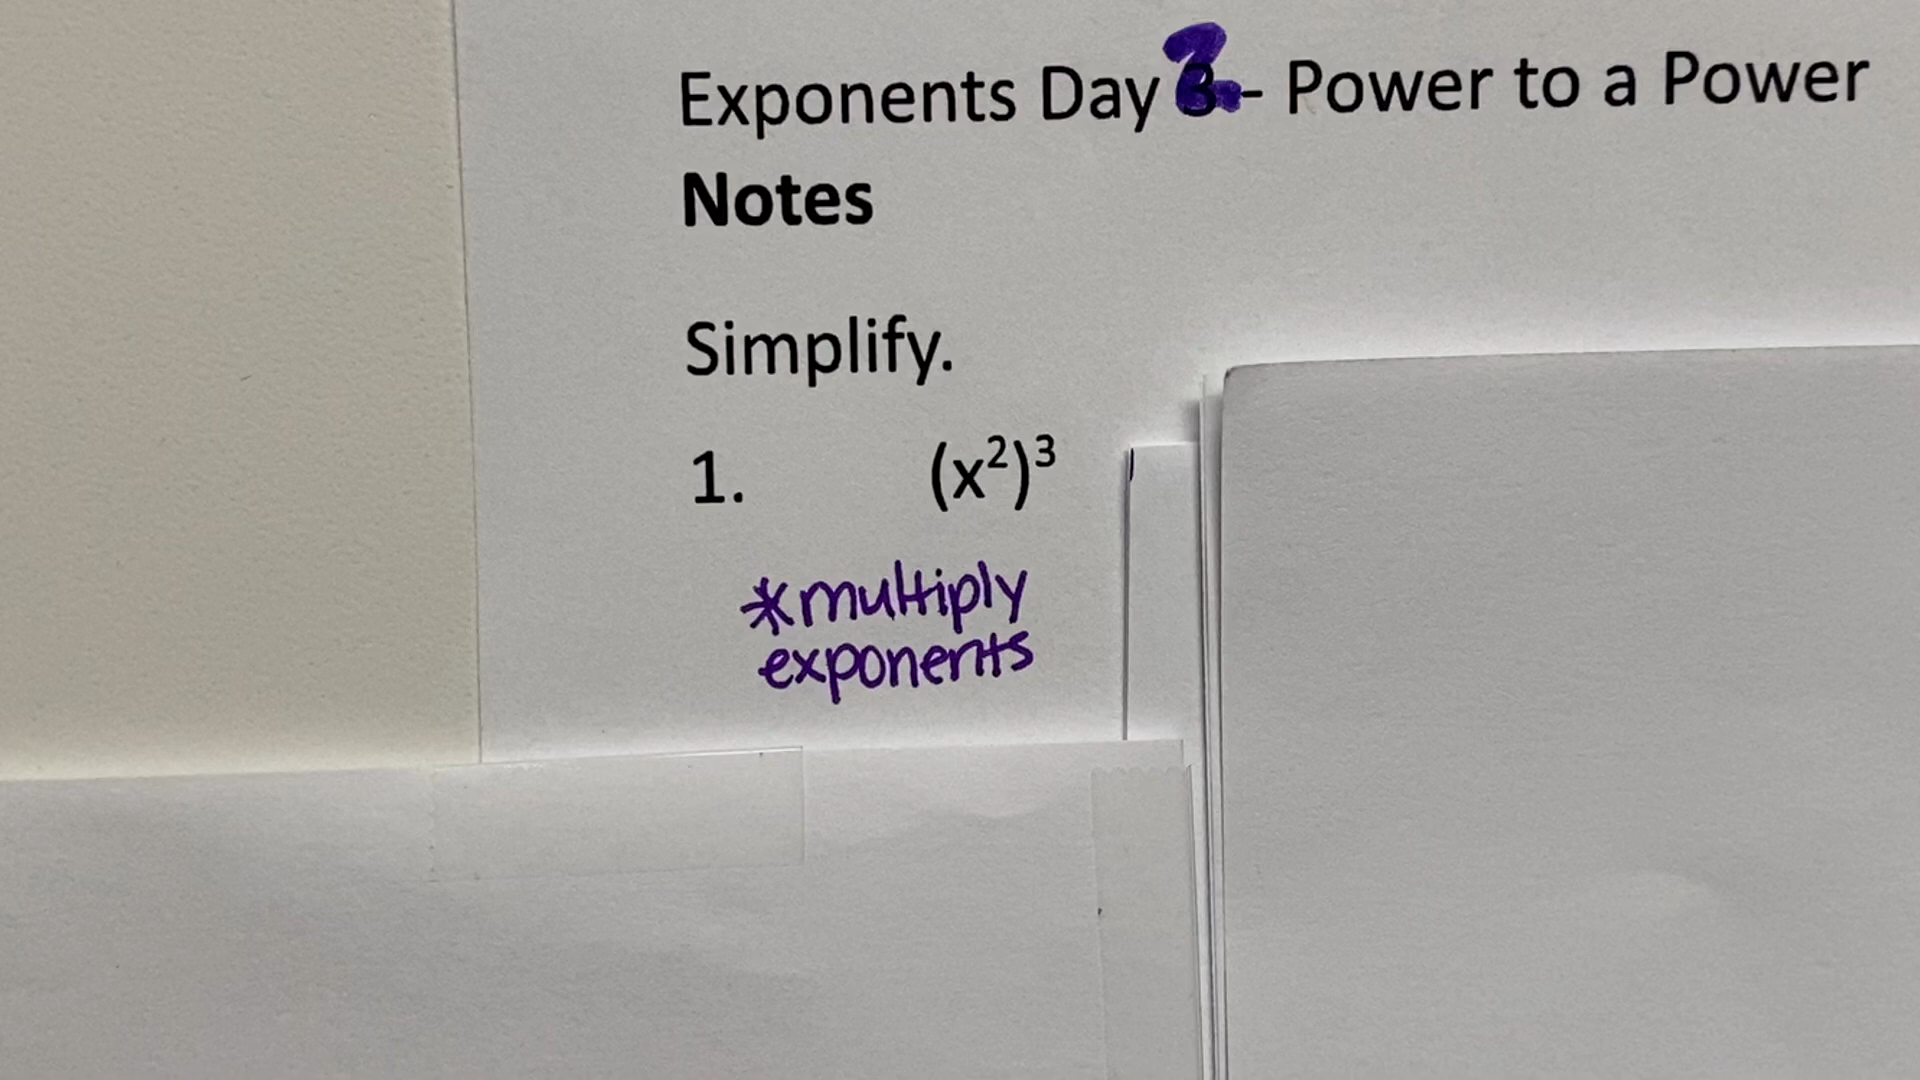 Exponents Day 2 - Power to a Power
Notes
Simplify.
1. (x²)³
*multiply
exponents